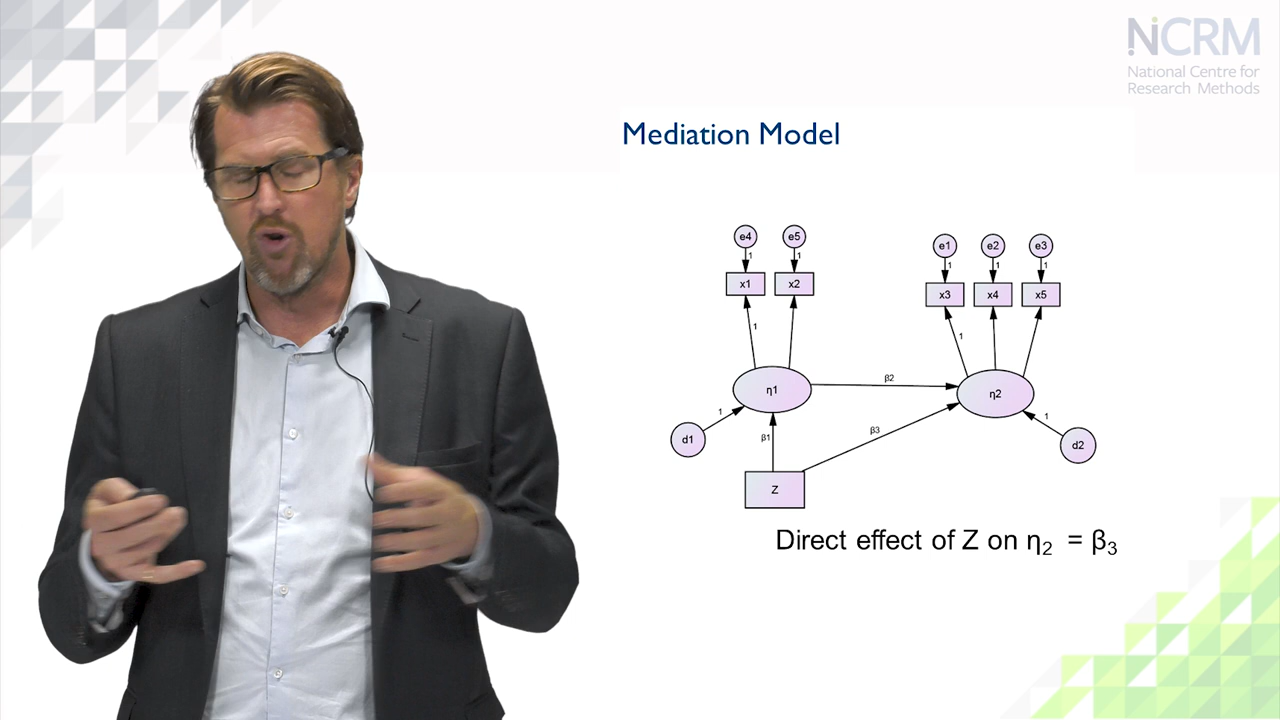 NCRM
National Centre for
Research Methods
Mediation Model
e4 e5 e1 e2 e3
1 1 1 1 1
x1 x2 x3 x4 x5
1 1
β2
η1 η2
1 β1 β3 1
d1 d2
Z
Direct effect of Z on η₂ = β₃